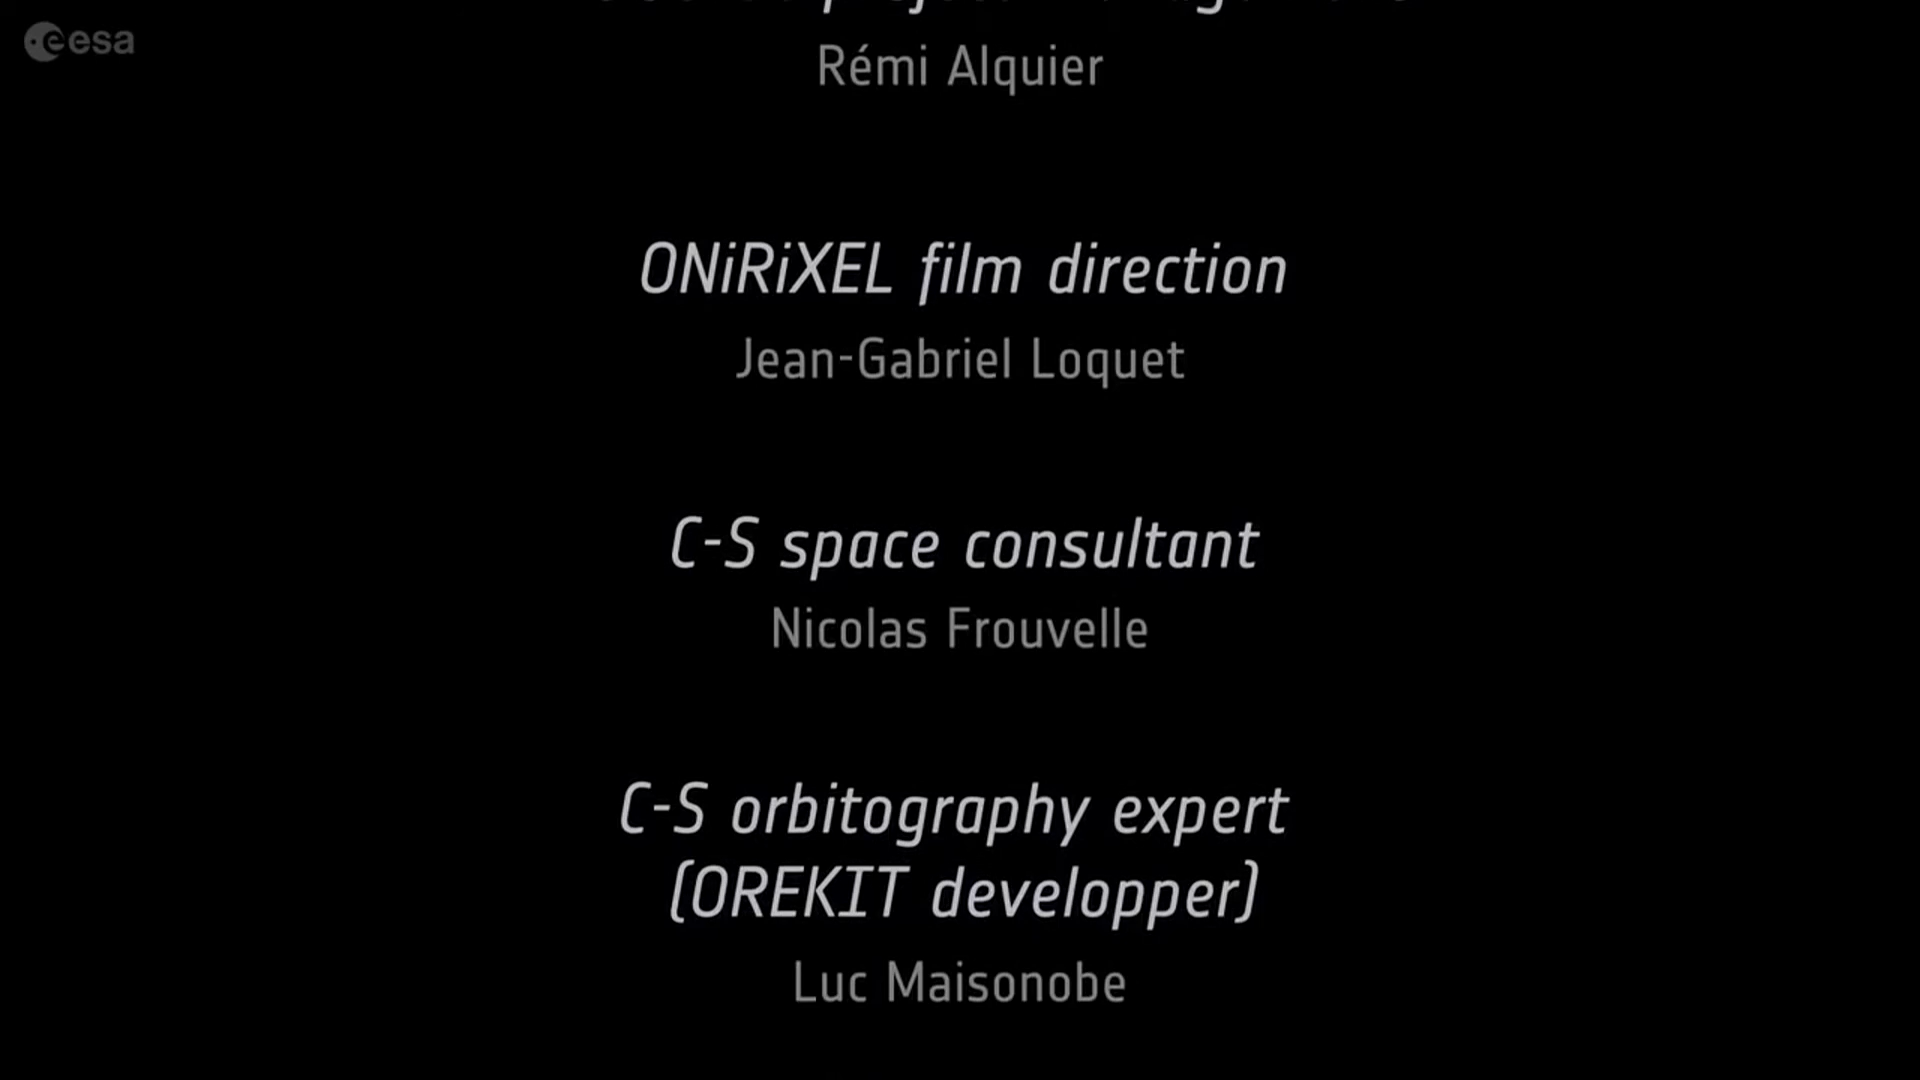 esa
Rémi Alquier
ONiRiXEL film direction
Jean-Gabriel Loquet
C-S space consultant
Nicolas Frouvelle
C-S orbitography expert
(OREKIT developper)
Luc Maisonobe